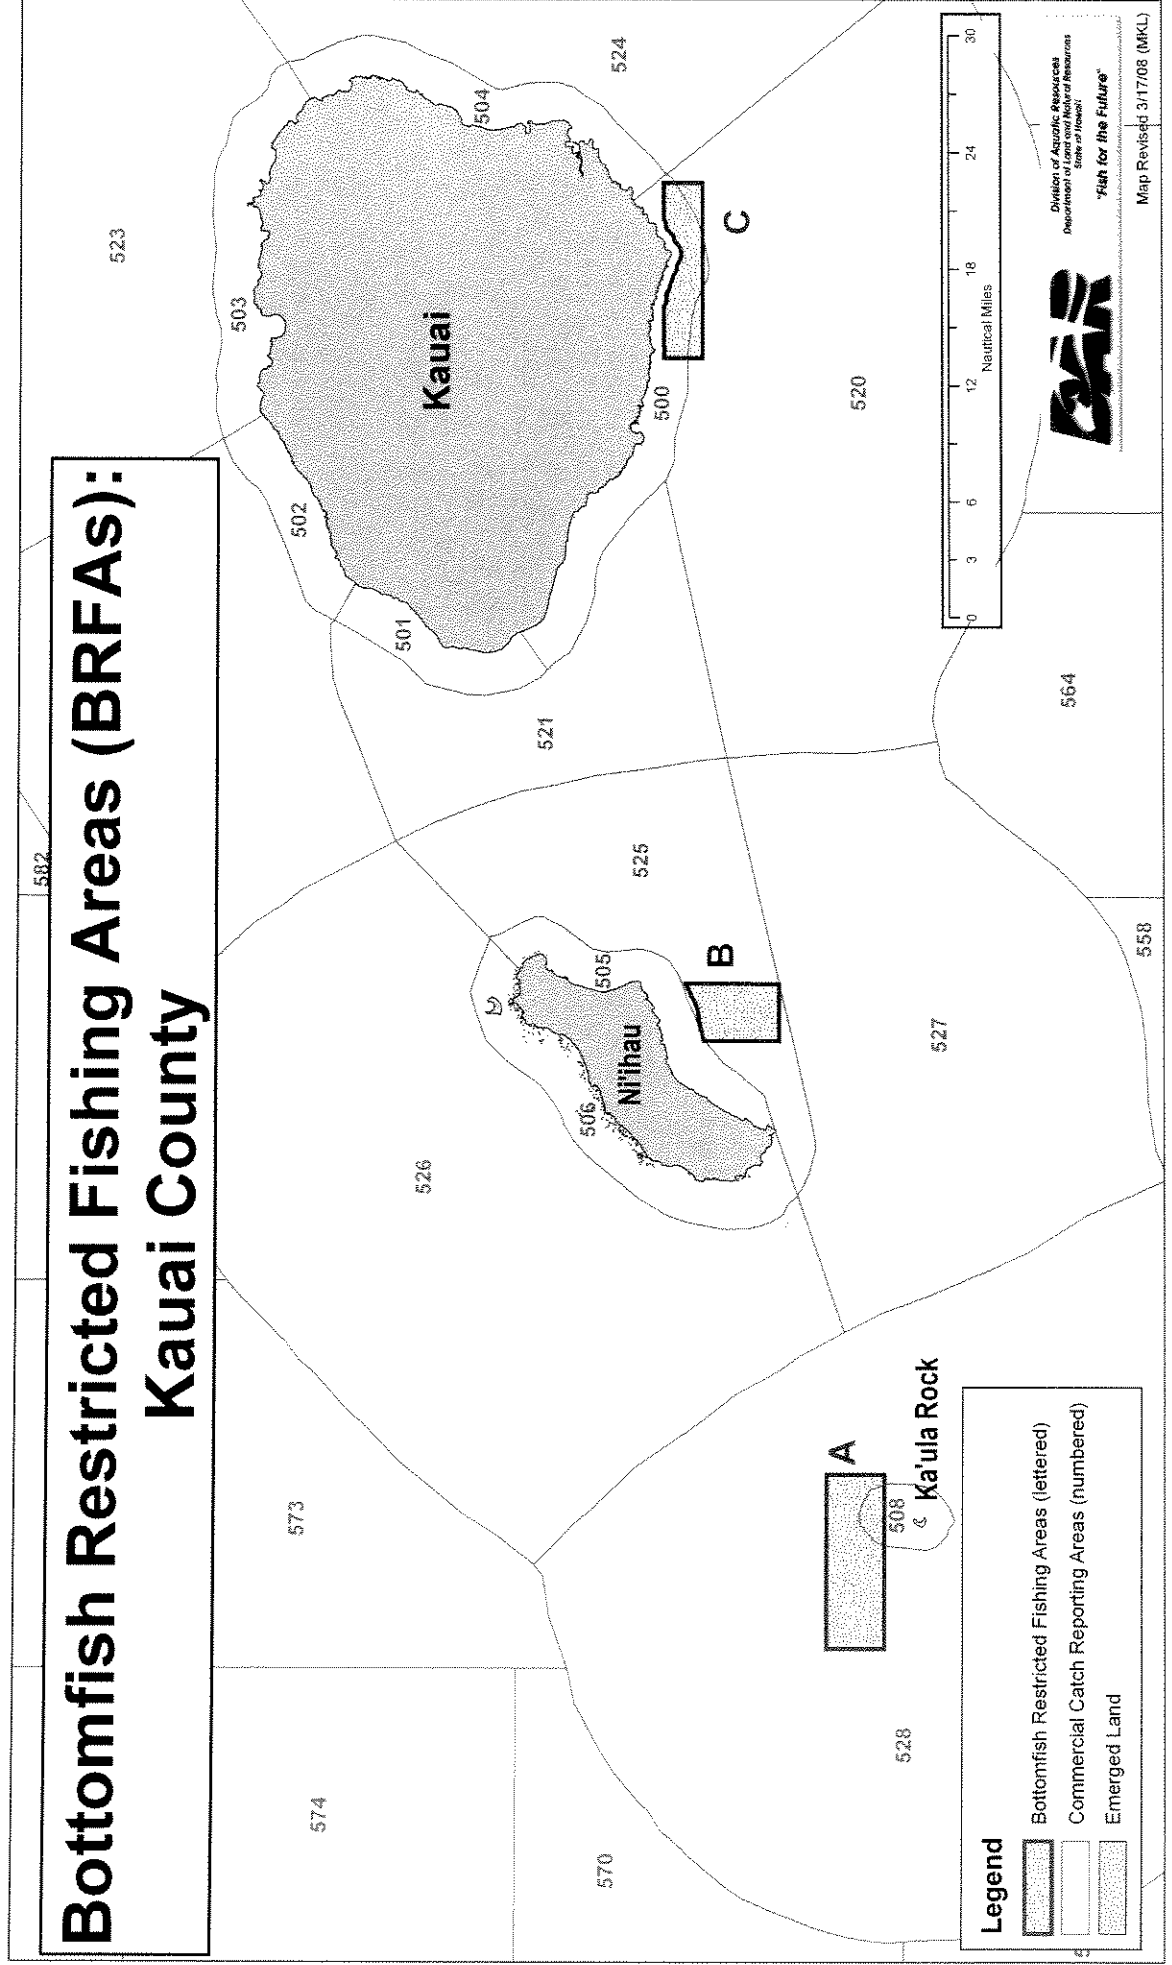 Bottomfish Restricted Fishing Areas (BRFAs):
Kauai County
582
523
503
502
504
524
Kauai
501
500
C
520
521
525
526
573
574
570
506
505
Ni'ihau
B
527
564
558
A
508
Ka'ula Rock
528
Legend
Bottomfish Restricted Fishing Areas (lettered)
Commercial Catch Reporting Areas (numbered)
Emerged Land
0 3 6 12 18 24 30
Nautical Miles
DAR
Division of Aquatic Resources
Department of Land and Natural Resources
State of Hawaii
"Fish for the Future"
Map Revised 3/17/08 (MKL)